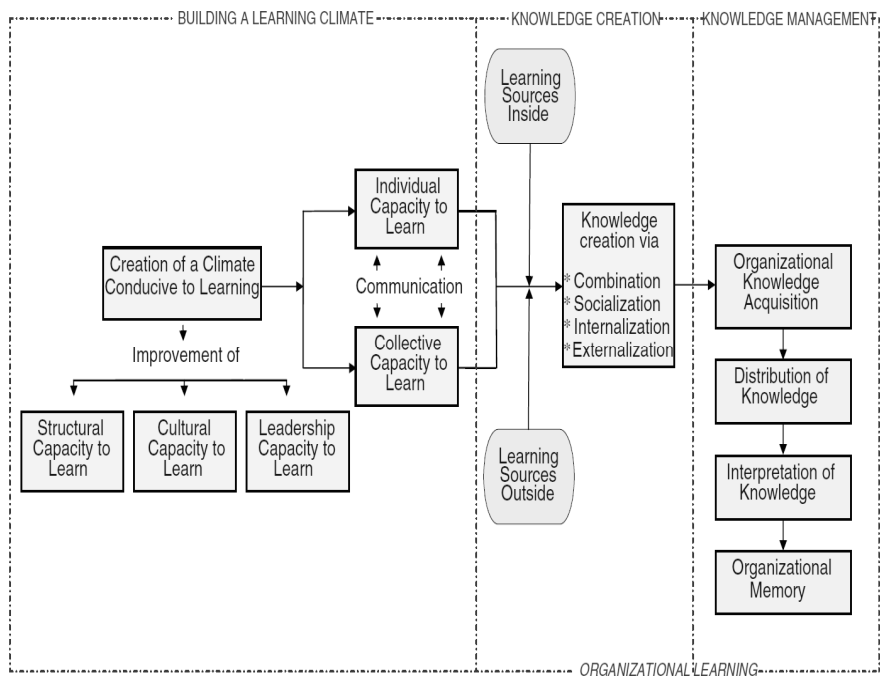 BUILDING A LEARNING CLIMATE
KNOWLEDGE CREATION
KNOWLEDGE MANAGEMENT
Creation of a Climate
Conducive to Learning
Improvement of
Structural
Capacity to
Learn
Cultural
Capacity to
Learn
Leadership
Capacity to
Learn
Individual
Capacity to
Learn
Communication
Collective
Capacity to
Learn
Learning
Sources
Inside
Learning
Sources
Outside
Knowledge
creation via
* Combination
* Socialization
* Internalization
* Externalization
Organizational
Knowledge
Acquisition
Distribution of
Knowledge
Interpretation of
Knowledge
Organizational
Memory
ORGANIZATIONAL LEARNING